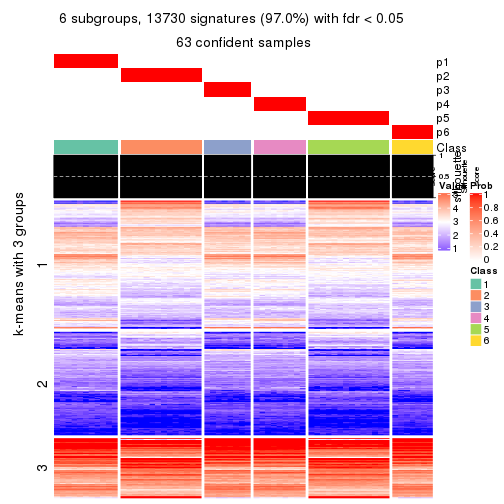 6 subgroups, 13730 signatures (97.0%) with fdr < 0.05
63 confident samples
p1
p2
p3
p4
p5
p6
Class
1
0.5
silhouette
score
Value
4
3
2
1
Prob
1
0.8
0.6
0.4
0.2
0
Class
1
2
3
4
5
6
k-means with 3 groups
1
2
3